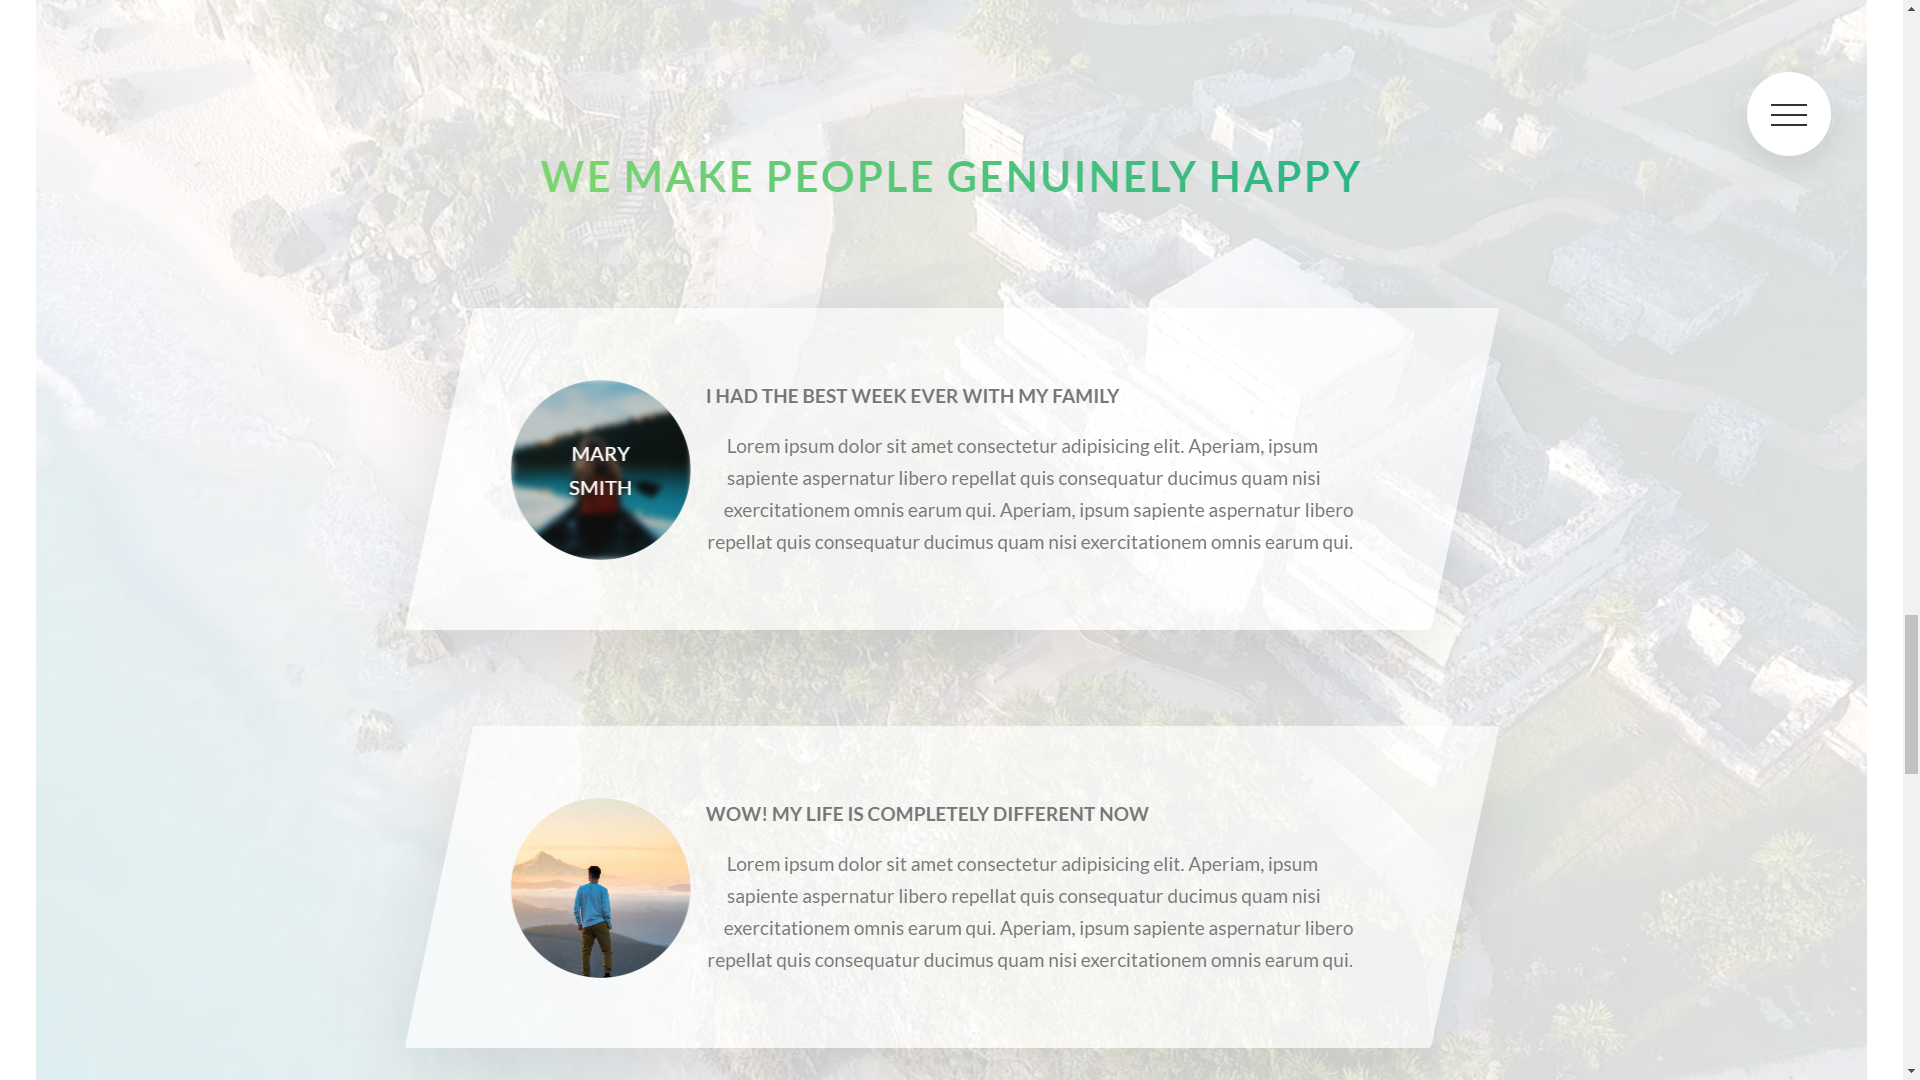 WE MAKE PEOPLE GENUINELY HAPPY
MARY
SMITH
I HAD THE BEST WEEK EVER WITH MY FAMILY
Lorem ipsum dolor sit amet consectetur adipisicing elit. Aperiam, ipsum
sapiente aspernatur libero repellat quis consequatur ducimus quam nisi
exercitationem omnis earum qui. Aperiam, ipsum sapiente aspernatur libero
repellat quis consequatur ducimus quam nisi exercitationem omnis earum qui.
WOW! MY LIFE IS COMPLETELY DIFFERENT NOW
Lorem ipsum dolor sit amet consectetur adipisicing elit. Aperiam, ipsum
sapiente aspernatur libero repellat quis consequatur ducimus quam nisi
exercitationem omnis earum qui. Aperiam, ipsum sapiente aspernatur libero
repellat quis consequatur ducimus quam nisi exercitationem omnis earum qui.